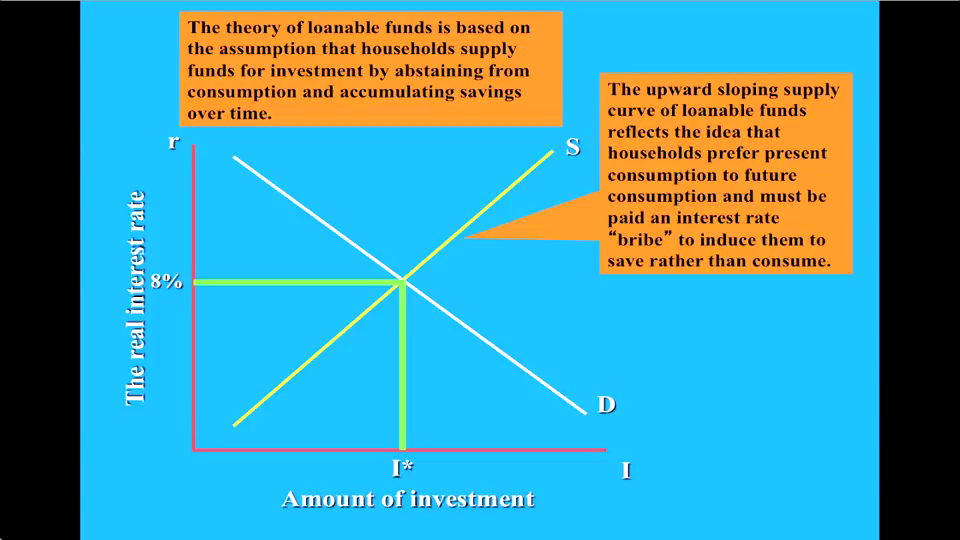 The theory of loanable funds is based on
the assumption that households supply
funds for investment by abstaining from
consumption and accumulating savings
over time.
The upward sloping supply
curve of loanable funds
reflects the idea that
households prefer present
consumption to future
consumption and must be
paid an interest rate
“bribe” to induce them to
save rather than consume.
r
S
The real interest rate
8%
D
I*
I
Amount of investment